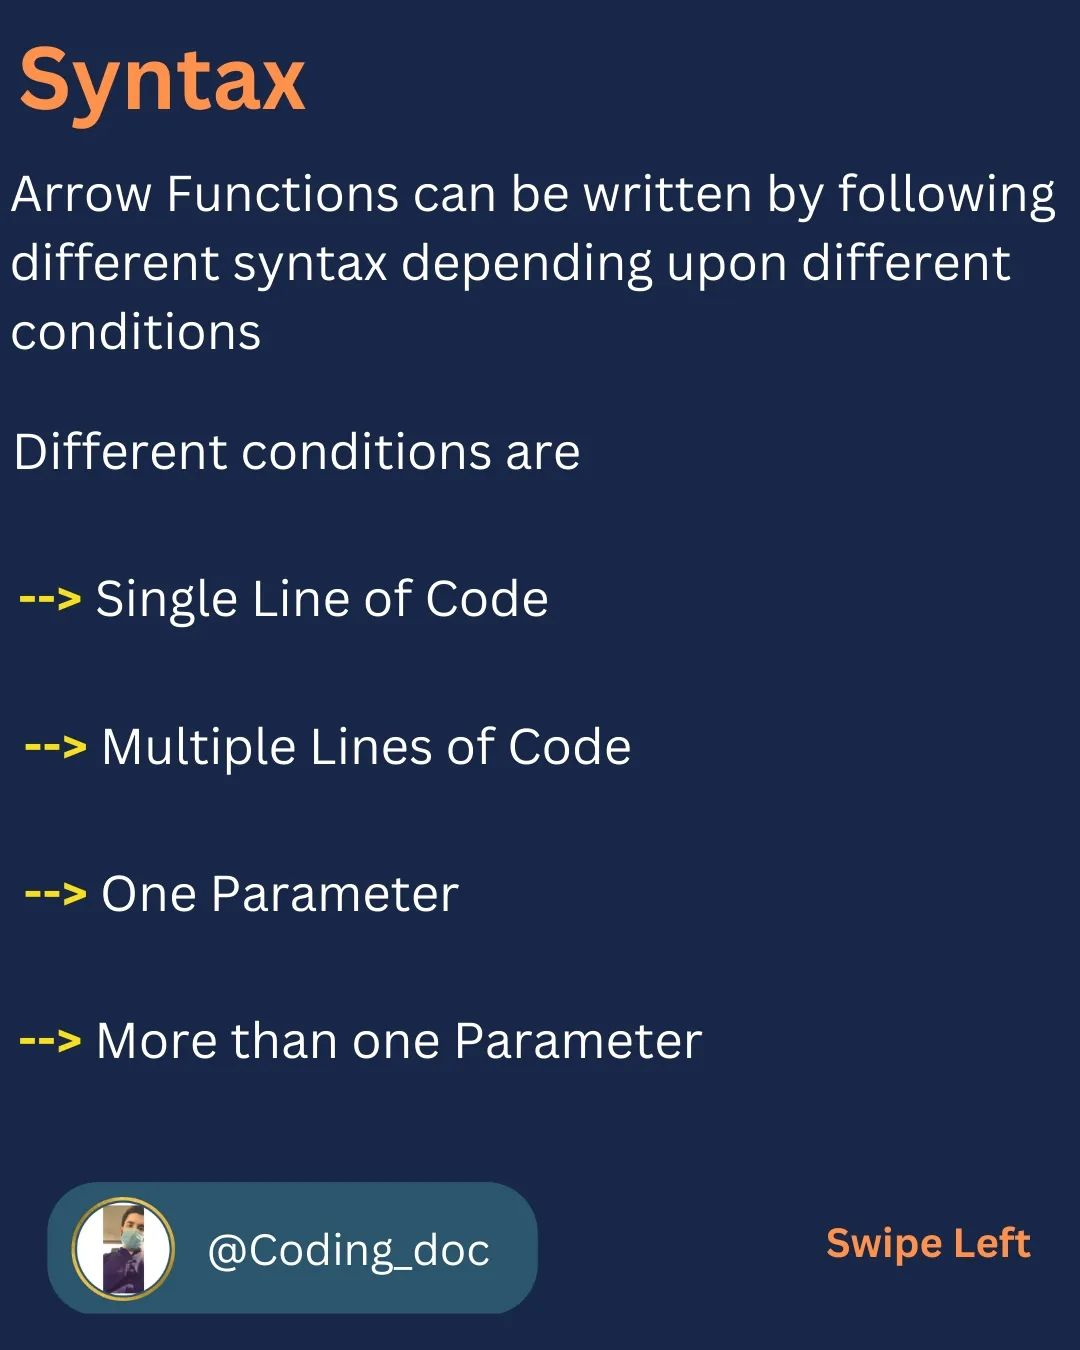 Syntax
Arrow Functions can be written by following
different syntax depending upon different
conditions
Different conditions are
--> Single Line of Code
--> Multiple Lines of Code
--> One Parameter
--> More than one Parameter
@Coding_doc
Swipe Left